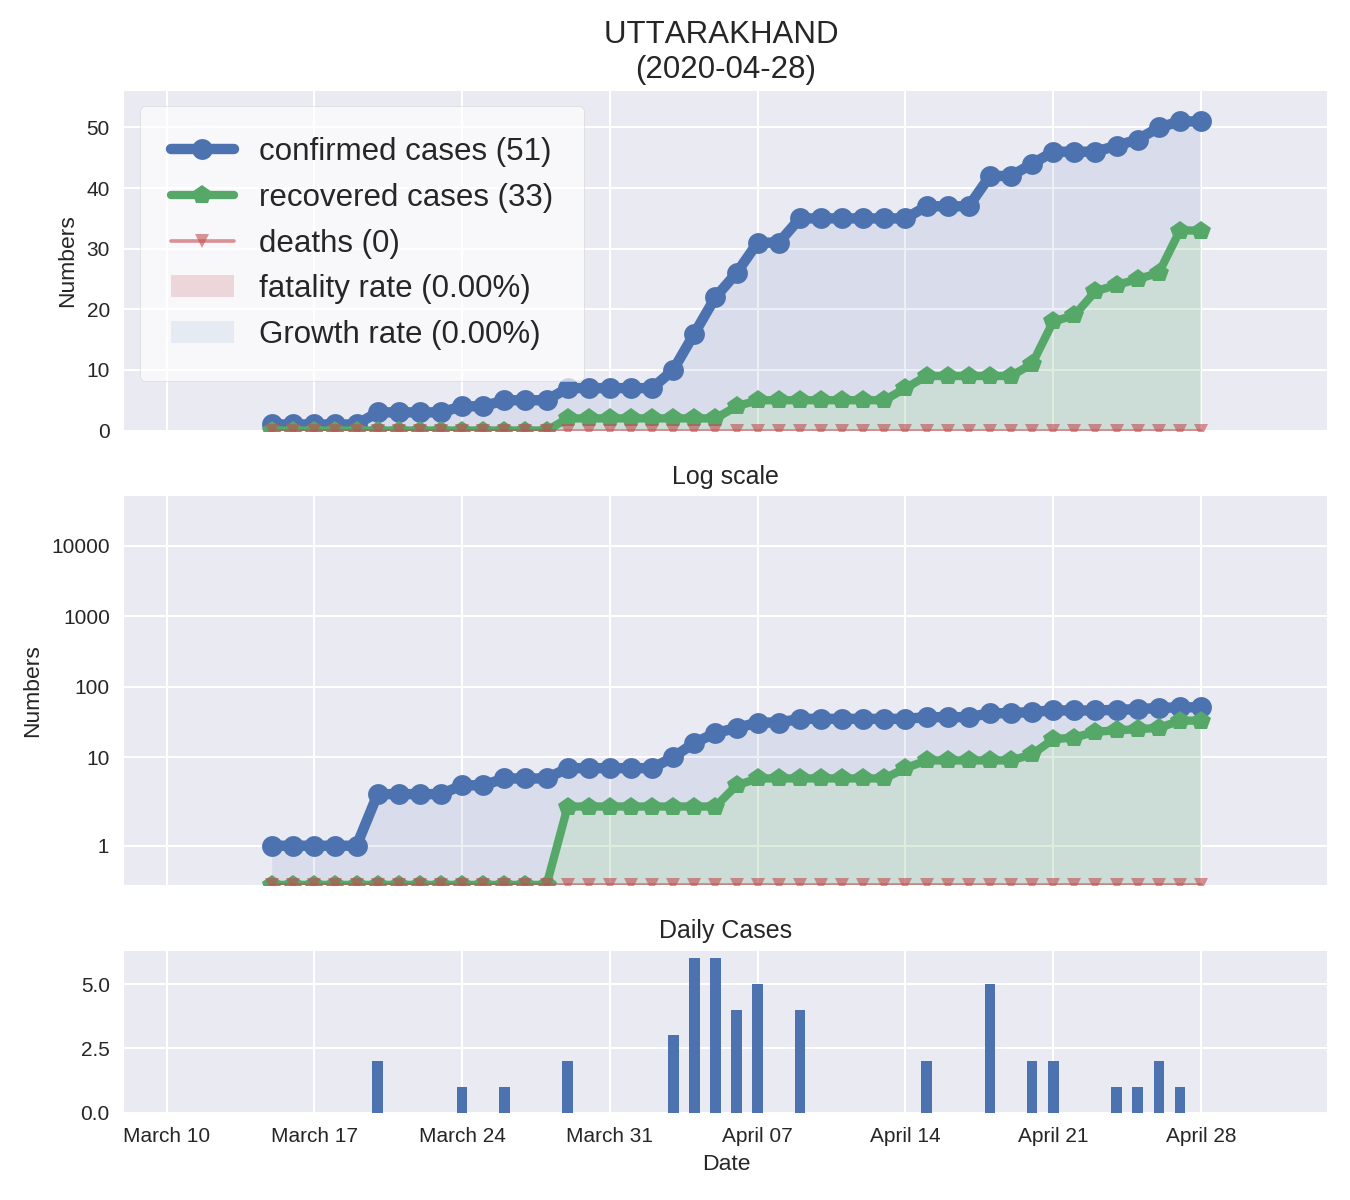 UTTARAKHAND
(2020-04-28)
confirmed cases (51)
recovered cases (33)
deaths (0)
fatality rate (0.00%)
Growth rate (0.00%)
Numbers
50
40
30
20
10
0
Log scale
Numbers
10000
1000
100
10
1
Daily Cases
5.0
2.5
0.0
March 10 March 17 March 24 March 31 April 07 April 14 April 21 April 28
Date